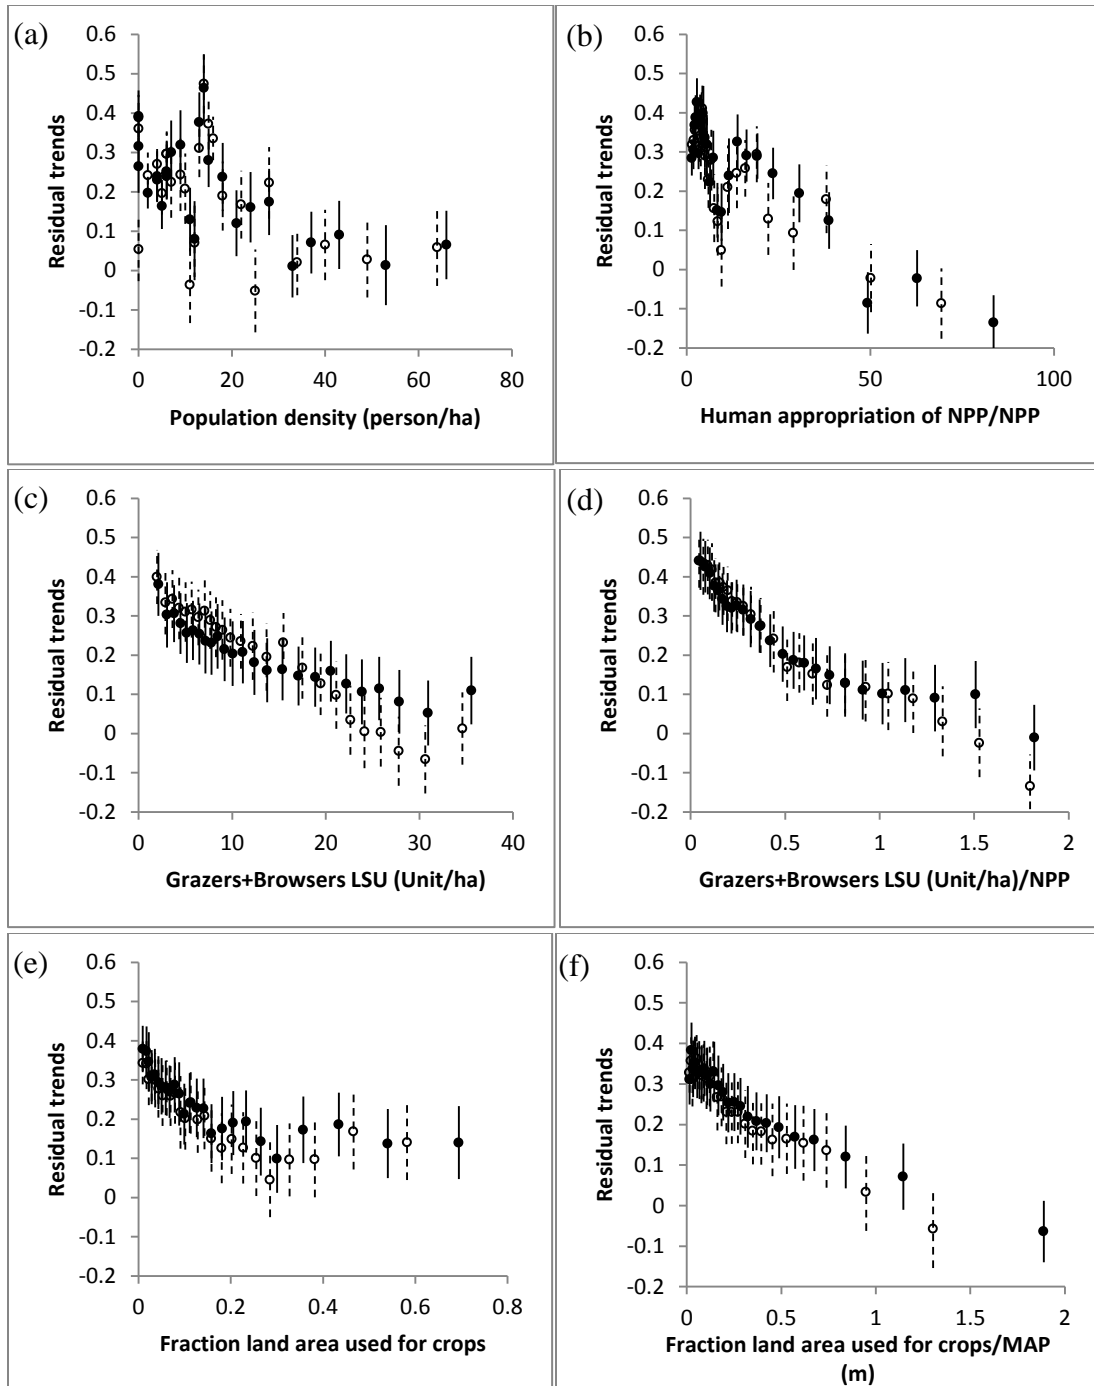 (a)
0.6
0.5
0.4
0.3
0.2
0.1
0
-0.1
-0.2
0 20 40 60 80
Residual trends
Population density (person/ha)
(b)
0.6
0.5
0.4
0.3
0.2
0.1
0
-0.1
-0.2
0 50 100
Residual trends
Human appropriation of NPP/NPP
(c)
0.6
0.5
0.4
0.3
0.2
0.1
0
-0.1
-0.2
0 10 20 30 40
Residual trends
Grazers+Browsers LSU (Unit/ha)
(d)
0.6
0.5
0.4
0.3
0.2
0.1
0
-0.1
-0.2
0 0.5 1 1.5 2
Residual trends
Grazers+Browsers LSU (Unit/ha)/NPP
(e)
0.6
0.5
0.4
0.3
0.2
0.1
0
-0.1
-0.2
0 0.2 0.4 0.6 0.8
Residual trends
Fraction land area used for crops
(f)
0.6
0.5
0.4
0.3
0.2
0.1
0
-0.1
-0.2
0 0.5 1 1.5 2
Residual trends
Fraction land area used for crops/MAP
(m)